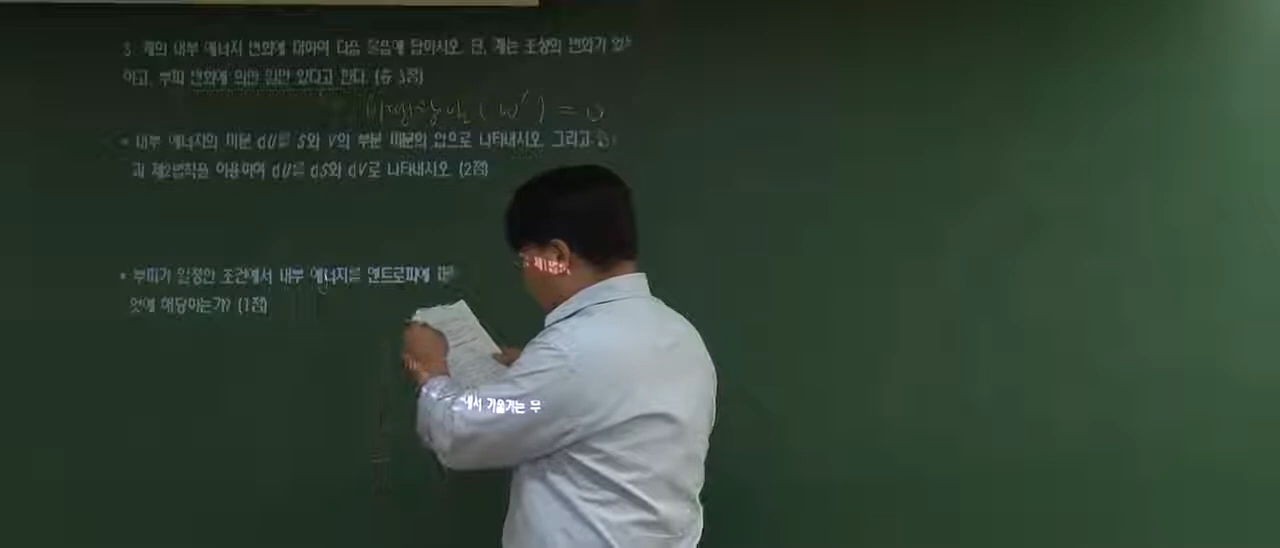 3. 계의 내부 에너지 변화에 대하여 다음 물음에 답하시오. 단, 계는 조성의 변화가 없
이고, 부피 변화에 의한 일만 있다고 한다. (총 3점)
비팽창일 (w′) = 0
• 내부 에너지의 미분 dU를 S와 V의 부분 미분의 합으로 나타내시오. 그리고
과 제2법칙을 이용하여 dU를 dS와 dV로 나타내시오. (2점)
제1법칙
• 부피가 일정한 조건에서 내부 에너지를 엔트로피에 대한
에서 기울기는 무
엇에 해당하는가? (1점)